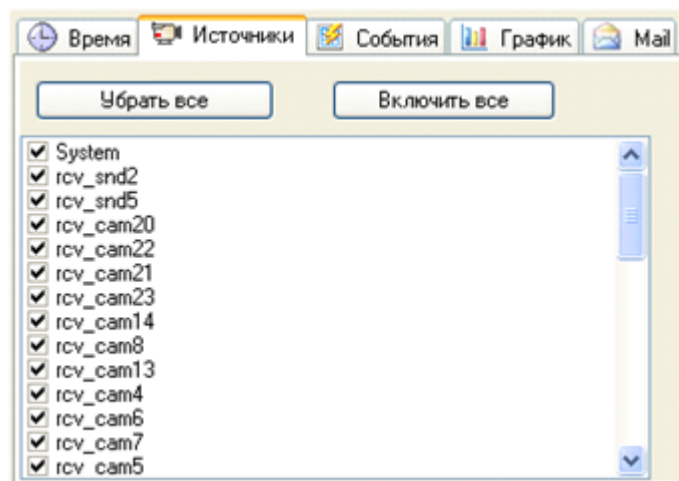 Время Источники События График Mail
Убрать все Включить все
System
rcv_snd2
rcv_snd5
rcv_cam20
rcv_cam22
rcv_cam21
rcv_cam23
rcv_cam14
rcv_cam8
rcv_cam13
rcv_cam4
rcv_cam6
rcv_cam7
rcv_cam5